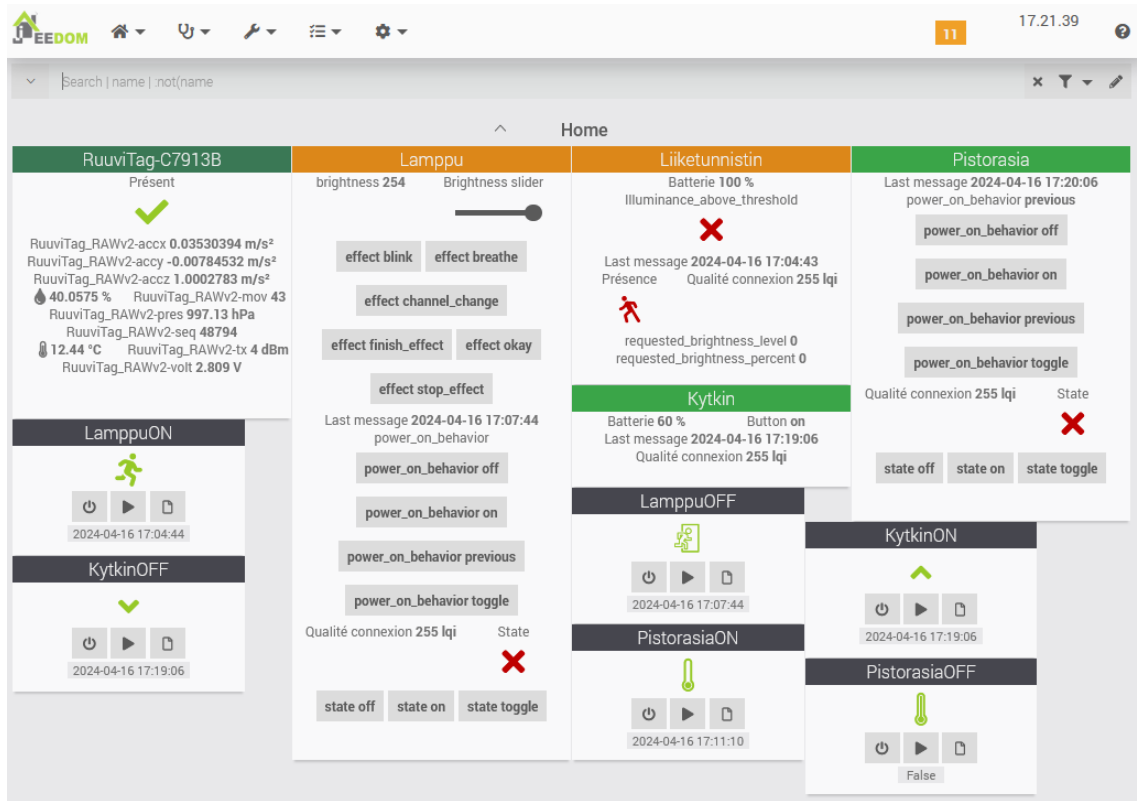 JEEDOM
11
17.21.39
Search | name | :not(name
Home
RuuviTag-C7913B
Présent
RuuviTag_RAWv2-accx 0.03530394 m/s²
RuuviTag_RAWv2-accy -0.00784532 m/s²
RuuviTag_RAWv2-accz 1.0002783 m/s²
40.0575 % RuuviTag_RAWv2-mov 43
RuuviTag_RAWv2-pres 997.13 hPa
RuuviTag_RAWv2-seq 48794
12.44 °C RuuviTag_RAWv2-tx 4 dBm
RuuviTag_RAWv2-volt 2.809 V
LamppuON
2024-04-16 17:04:44
KytkinOFF
2024-04-16 17:19:06
Lamppu
brightness 254 Brightness slider
effect blink effect breathe
effect channel_change
effect finish_effect effect okay
effect stop_effect
Last message 2024-04-16 17:07:44
power_on_behavior
power_on_behavior off
power_on_behavior on
power_on_behavior previous
power_on_behavior toggle
Qualité connexion 255 lqi State
state off state on state toggle
Liiketunnistin
Batterie 100 %
Illuminance_above_threshold
Last message 2024-04-16 17:04:43
Présence Qualité connexion 255 lqi
requested_brightness_level 0
requested_brightness_percent 0
Kytkin
Batterie 60 % Button on
Last message 2024-04-16 17:19:06
Qualité connexion 255 lqi
LamppuOFF
2024-04-16 17:07:44
PistorasiaON
2024-04-16 17:11:10
Pistorasia
Last message 2024-04-16 17:20:06
power_on_behavior previous
power_on_behavior off
power_on_behavior on
power_on_behavior previous
power_on_behavior toggle
Qualité connexion 255 lqi State
state off state on state toggle
KytkinON
2024-04-16 17:19:06
PistorasiaOFF
False